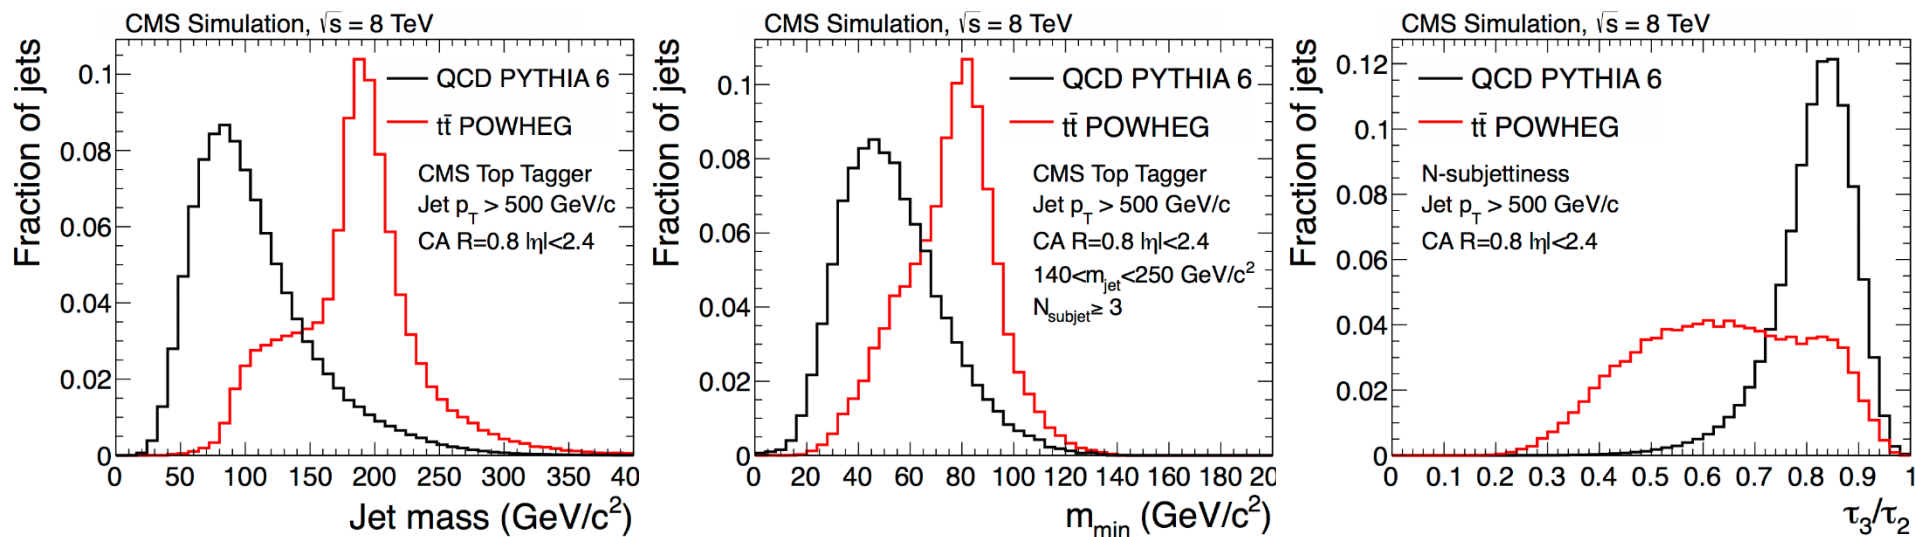 CMS Simulation, √s = 8 TeV
Fraction of jets
0.1
0.08
0.06
0.04
0.02
0
QCD PYTHIA 6
tt̄ POWHEG
CMS Top Tagger
Jet pT > 500 GeV/c
CA R=0.8 |η|<2.4
0 50 100 150 200 250 300 350 400
Jet mass (GeV/c²)
CMS Simulation, √s = 8 TeV
Fraction of jets
0.1
0.08
0.06
0.04
0.02
0
QCD PYTHIA 6
tt̄ POWHEG
CMS Top Tagger
Jet pT > 500 GeV/c
CA R=0.8 |η|<2.4
140<mjet<250 GeV/c²
Nsubjet≥ 3
0 20 40 60 80 100 120 140 160 180 20
mmin (GeV/c²)
CMS Simulation, √s = 8 TeV
Fraction of jets
0.12
0.1
0.08
0.06
0.04
0.02
0
QCD PYTHIA 6
tt̄ POWHEG
N-subjettiness
Jet pT > 500 GeV/c
CA R=0.8 |η|<2.4
0 0.1 0.2 0.3 0.4 0.5 0.6 0.7 0.8 0.9 1
τ3/τ2